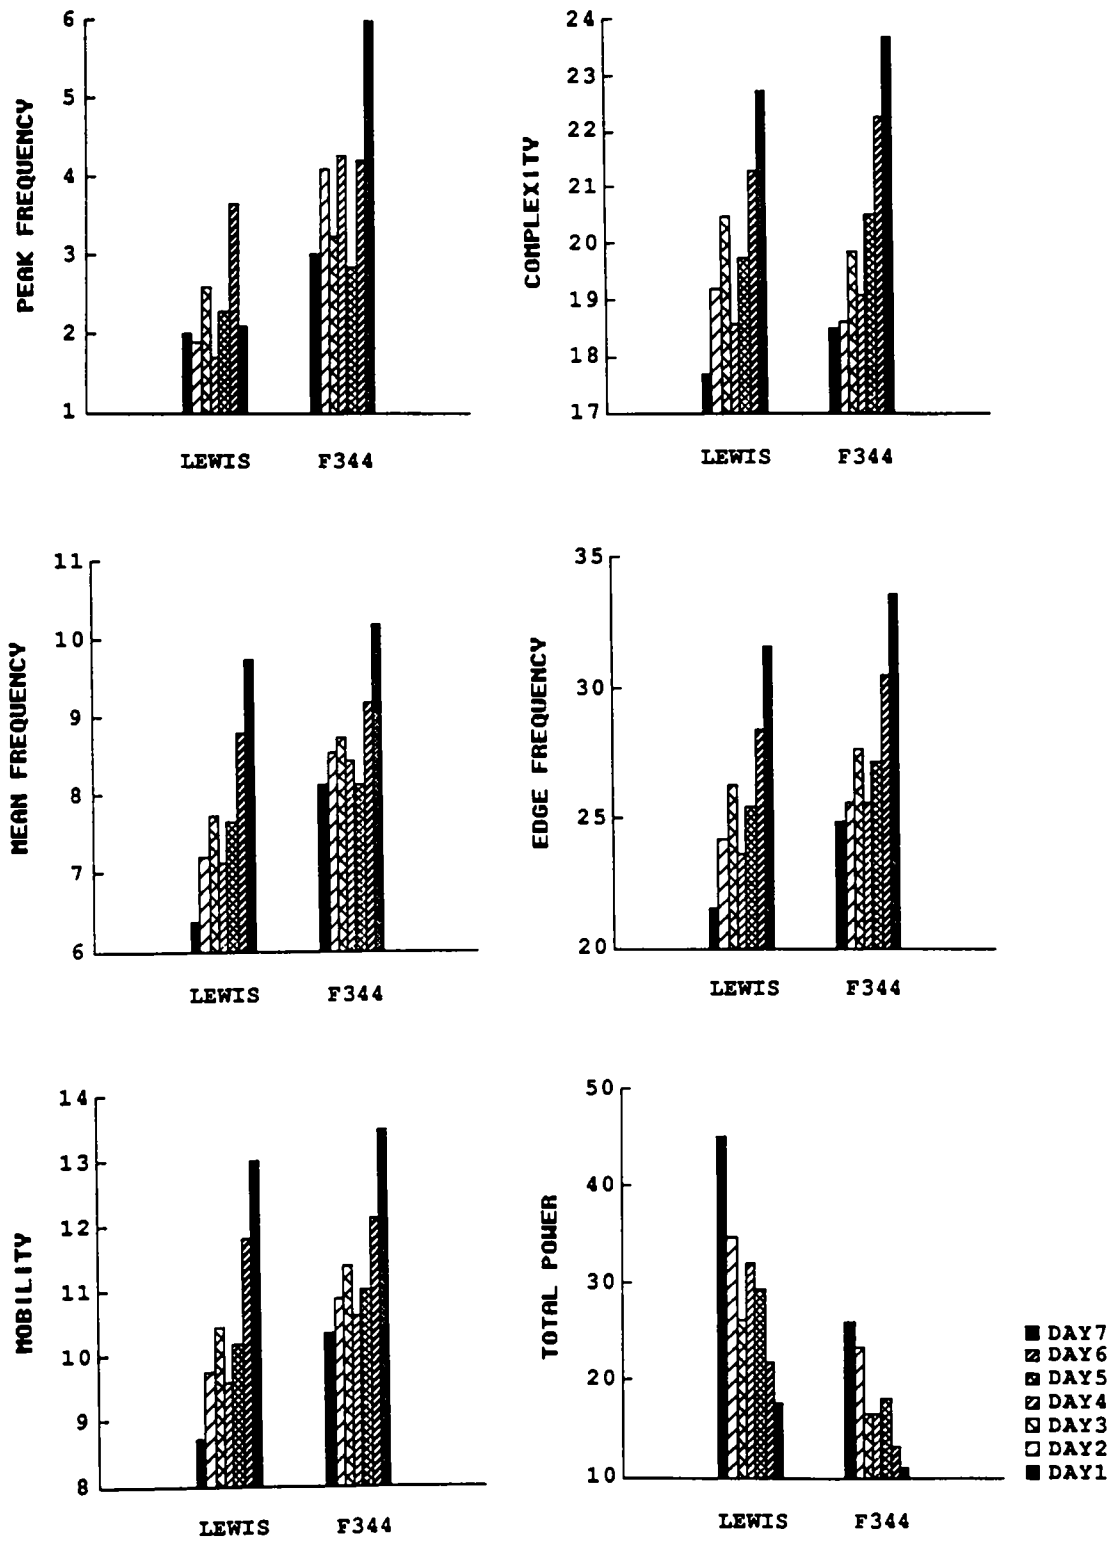 PEAK FREQUENCY
6
5
4
3
2
1
LEWIS F344
COMPLEXITY
24
23
22
21
20
19
18
17
LEWIS F344
MEAN FREQUENCY
11
10
9
8
7
6
LEWIS F344
EDGE FREQUENCY
35
30
25
20
LEWIS F344
MOBILITY
14
13
12
11
10
9
8
LEWIS F344
TOTAL POWER
50
40
30
20
10
LEWIS F344
DAY7
DAY6
DAY5
DAY4
DAY3
DAY2
DAY1